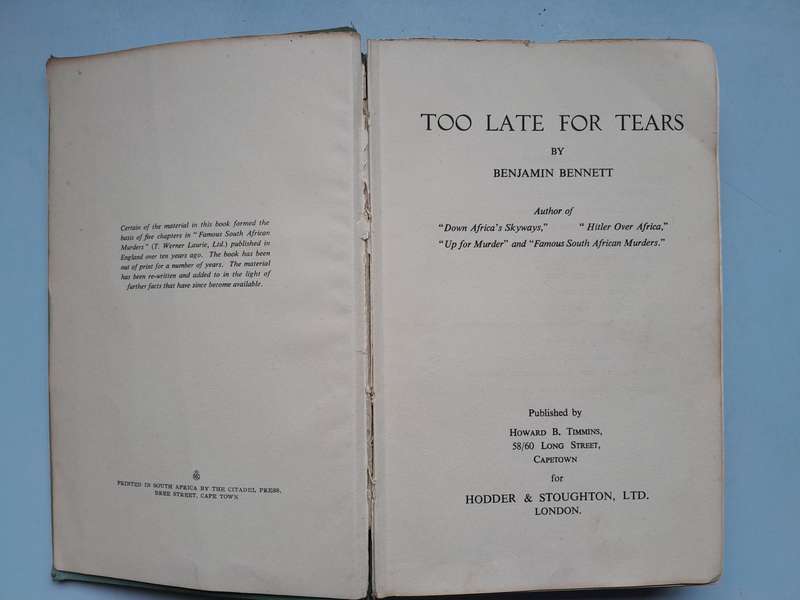 Certain of the material in this book formed the
basis of five chapters in "Famous South African
Murders" (T. Werner Laurie, Ltd.) published in
England over ten years ago. The book has been
out of print for a number of years. The material
has been re-written and added to in the light of
further facts that have since become available.
PRINTED IN SOUTH AFRICA BY THE CITADEL PRESS,
BREE STREET, CAPE TOWN
TOO LATE FOR TEARS
BY
BENJAMIN BENNETT
Author of
"Down Africa's Skyways," "Hitler Over Africa,"
"Up for Murder" and "Famous South African Murders."
Published by
HOWARD B. TIMMINS,
58/60 LONG STREET,
CAPETOWN
for
HODDER & STOUGHTON, LTD.
LONDON.